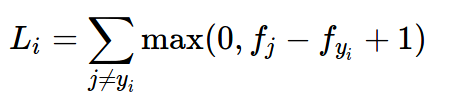 L_i = \sum_{j \neq y_i} \max(0, f_j - f_{y_i} + 1)